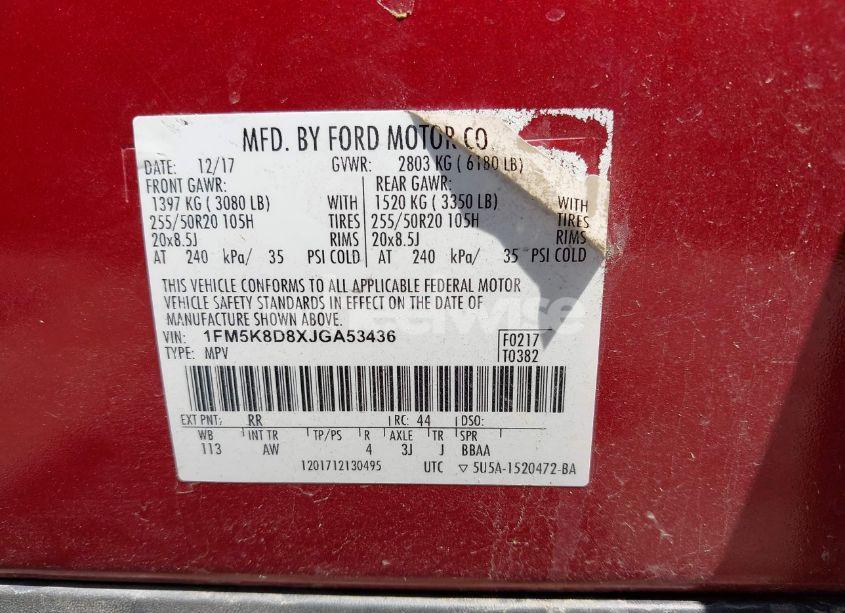 MFD. BY FORD MOTOR CO.
DATE: 12/17 GVWR: 2803 KG ( 6180 LB)
FRONT GAWR: REAR GAWR:
1397 KG ( 3080 LB) WITH 1520 KG ( 3350 LB) WITH
255/50R20 105H TIRES 255/50R20 105H TIRES
20x8.5J RIMS 20x8.5J RIMS
AT 240 kPa/ 35 PSI COLD AT 240 kPa/ 35 PSI COLD
THIS VEHICLE CONFORMS TO ALL APPLICABLE FEDERAL MOTOR
VEHICLE SAFETY STANDARDS IN EFFECT ON THE DATE OF
MANUFACTURE SHOWN ABOVE.
VIN: 1FM5K8D8XJGA53436 F0217
TYPE: MPV T0382
EXT PNT: RR RC: 44 DSO:
WB INT TR TP/PS R AXLE TR SPR
113 AW 4 3J J BBAA
1201712130495 UTC ▽ 5U5A-1520472-BA